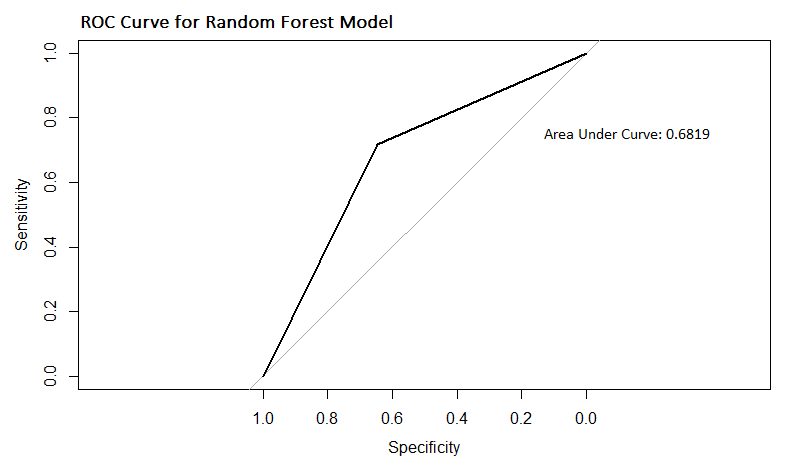 ROC Curve for Random Forest Model
1.0
0.8
0.6
0.4
0.2
0.0
Sensitivity
Area Under Curve: 0.6819
1.0 0.8 0.6 0.4 0.2 0.0
Specificity